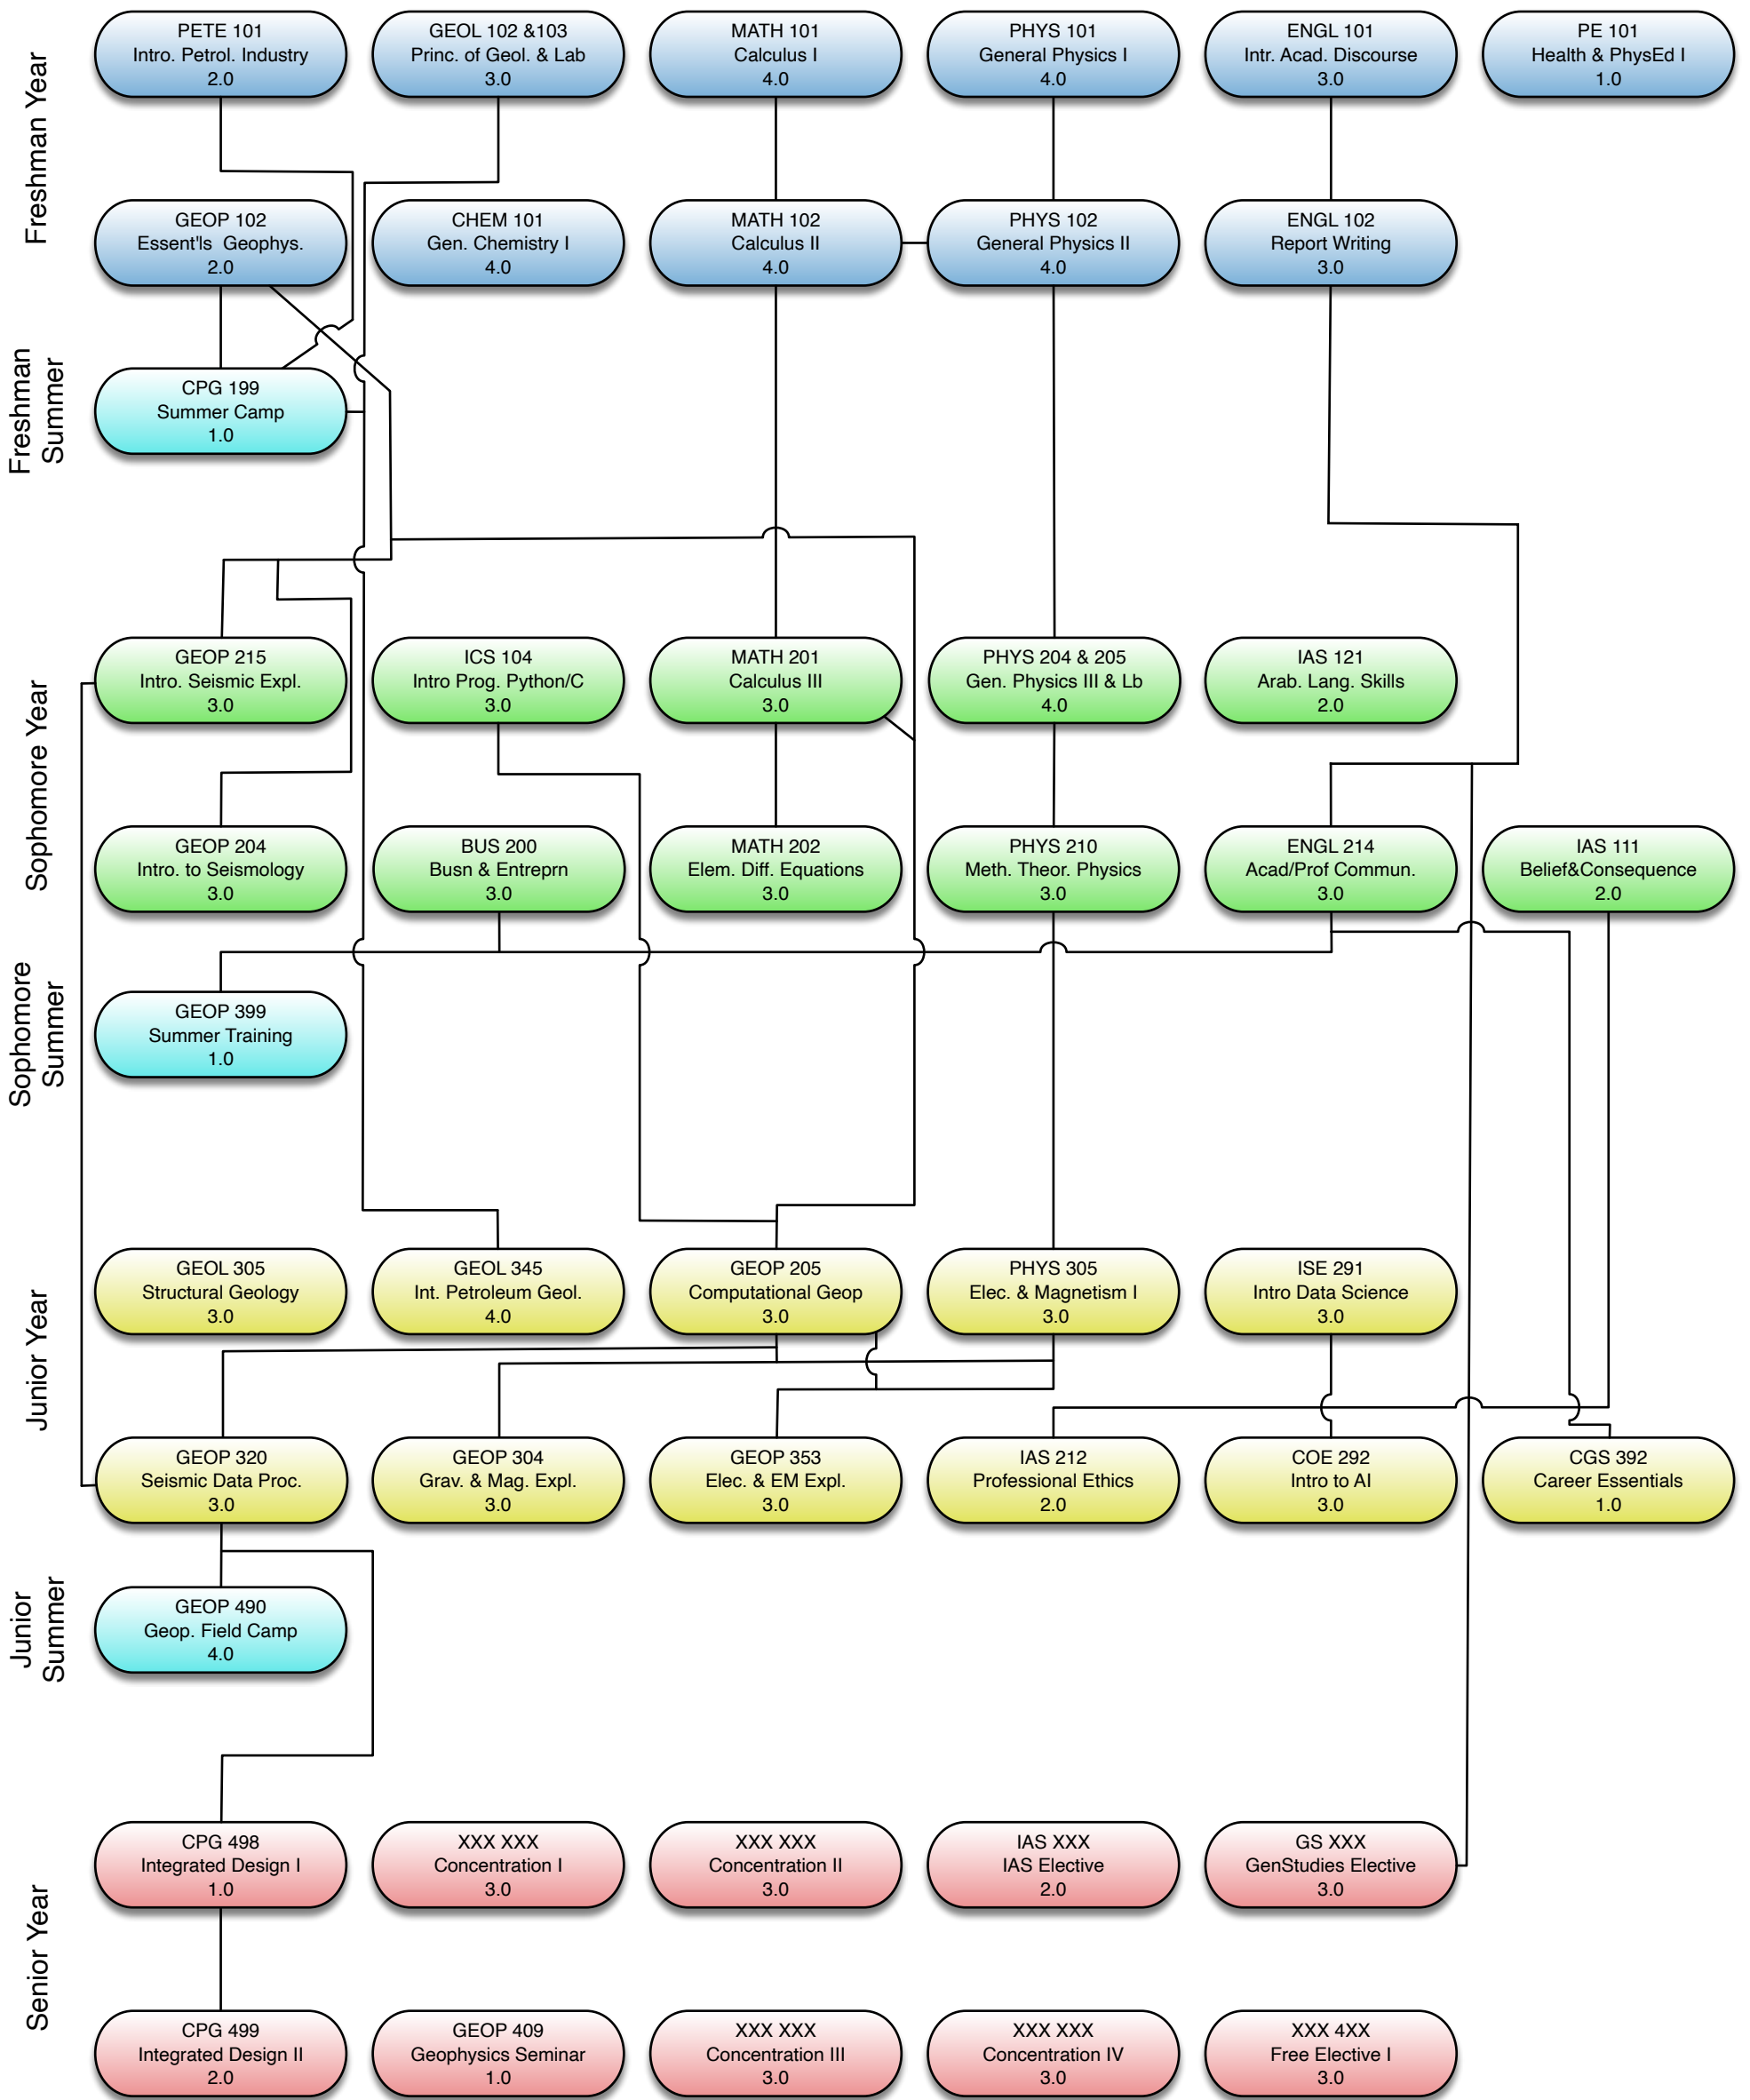 Freshman Year
PETE 101
Intro. Petrol. Industry
2.0
GEOL 102 &103
Princ. of Geol. & Lab
3.0
MATH 101
Calculus I
4.0
PHYS 101
General Physics I
4.0
ENGL 101
Intr. Acad. Discourse
3.0
PE 101
Health & PhysEd I
1.0
GEOP 102
Essent'ls  Geophys.
2.0
CHEM 101
Gen. Chemistry I
4.0
MATH 102
Calculus II
4.0
PHYS 102
General Physics II
4.0
ENGL 102
Report Writing
3.0
Freshman
Summer
CPG 199
Summer Camp
1.0
Sophomore Year
GEOP 215
Intro. Seismic Expl.
3.0
ICS 104
Intro Prog. Python/C
3.0
MATH 201
Calculus III
3.0
PHYS 204 & 205
Gen. Physics III & Lb
4.0
IAS 121
Arab. Lang. Skills
2.0
GEOP 204
Intro. to Seismology
3.0
BUS 200
Busn & Entreprn
3.0
MATH 202
Elem. Diff. Equations
3.0
PHYS 210
Meth. Theor. Physics
3.0
ENGL 214
Acad/Prof Commun.
3.0
IAS 111
Belief&Consequence
2.0
Sophomore
Summer
GEOP 399
Summer Training
1.0
Junior Year
GEOL 305
Structural Geology
3.0
GEOL 345
Int. Petroleum Geol.
4.0
GEOP 205
Computational Geop
3.0
PHYS 305
Elec. & Magnetism I
3.0
ISE 291
Intro Data Science
3.0
GEOP 320
Seismic Data Proc.
3.0
GEOP 304
Grav. & Mag. Expl.
3.0
GEOP 353
Elec. & EM Expl.
3.0
IAS 212
Professional Ethics
2.0
COE 292
Intro to AI
3.0
CGS 392
Career Essentials
1.0
Junior
Summer
GEOP 490
Geop. Field Camp
4.0
Senior Year
CPG 498
Integrated Design I
1.0
XXX XXX
Concentration I
3.0
XXX XXX
Concentration II
3.0
IAS XXX
IAS Elective
2.0
GS XXX
GenStudies Elective
3.0
CPG 499
Integrated Design II
2.0
GEOP 409
Geophysics Seminar
1.0
XXX XXX
Concentration III
3.0
XXX XXX
Concentration IV
3.0
XXX 4XX
Free Elective I
3.0